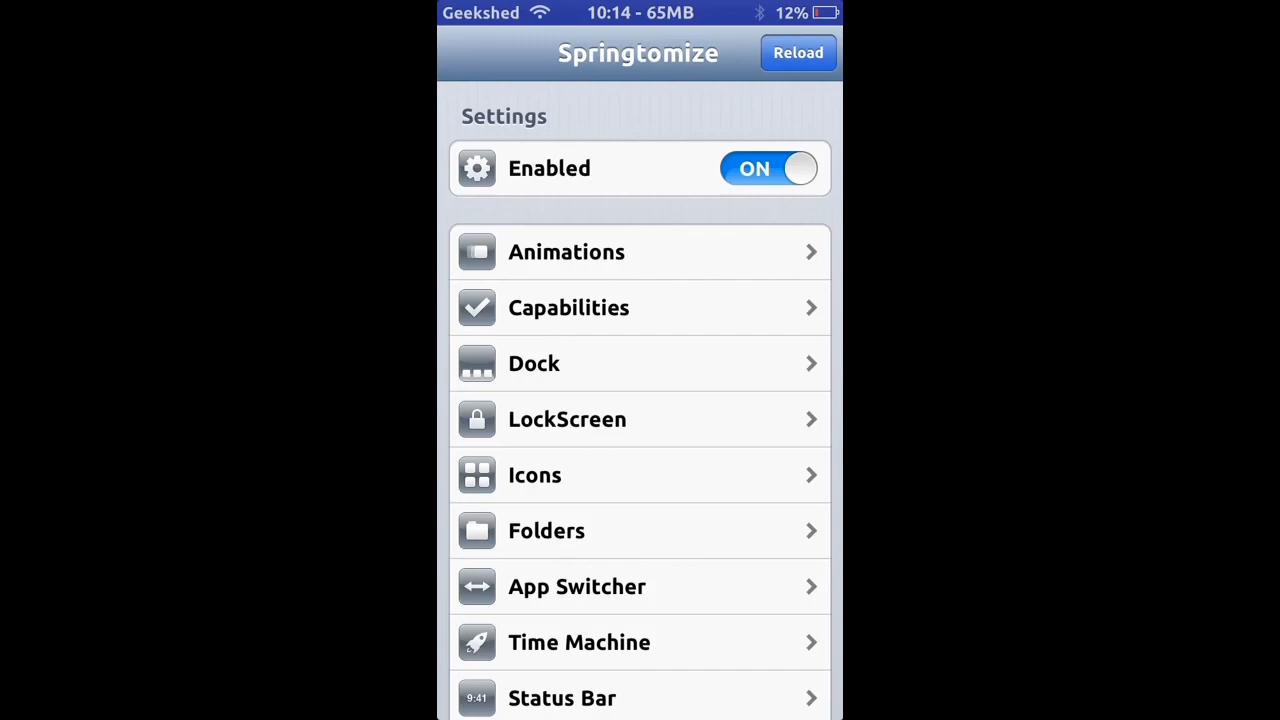 Geekshed 10:14 - 65MB 12%
Springtomize Reload
Settings
Enabled ON
Animations
Capabilities
Dock
LockScreen
Icons
Folders
App Switcher
Time Machine
9:41 Status Bar